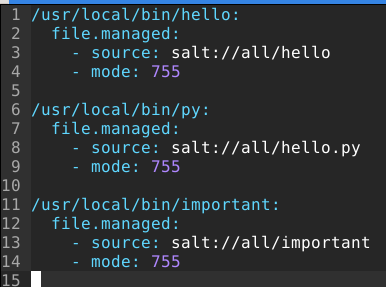 1 /usr/local/bin/hello:
2   file.managed:
3     - source: salt://all/hello
4     - mode: 755
5
6 /usr/local/bin/py:
7   file.managed:
8     - source: salt://all/hello.py
9     - mode: 755
10
11 /usr/local/bin/important:
12   file.managed:
13     - source: salt://all/important
14     - mode: 755
15